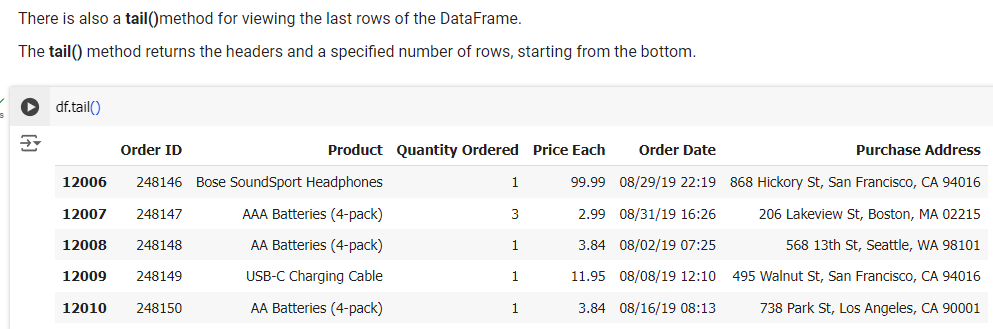 There is also a tail()method for viewing the last rows of the DataFrame.
The tail() method returns the headers and a specified number of rows, starting from the bottom.
df.tail()
Order ID Product Quantity Ordered Price Each Order Date Purchase Address
12006 248146 Bose SoundSport Headphones 1 99.99 08/29/19 22:19 868 Hickory St, San Francisco, CA 94016
12007 248147 AAA Batteries (4-pack) 3 2.99 08/31/19 16:26 206 Lakeview St, Boston, MA 02215
12008 248148 AA Batteries (4-pack) 1 3.84 08/02/19 07:25 568 13th St, Seattle, WA 98101
12009 248149 USB-C Charging Cable 1 11.95 08/08/19 12:10 495 Walnut St, San Francisco, CA 94016
12010 248150 AA Batteries (4-pack) 1 3.84 08/16/19 08:13 738 Park St, Los Angeles, CA 90001